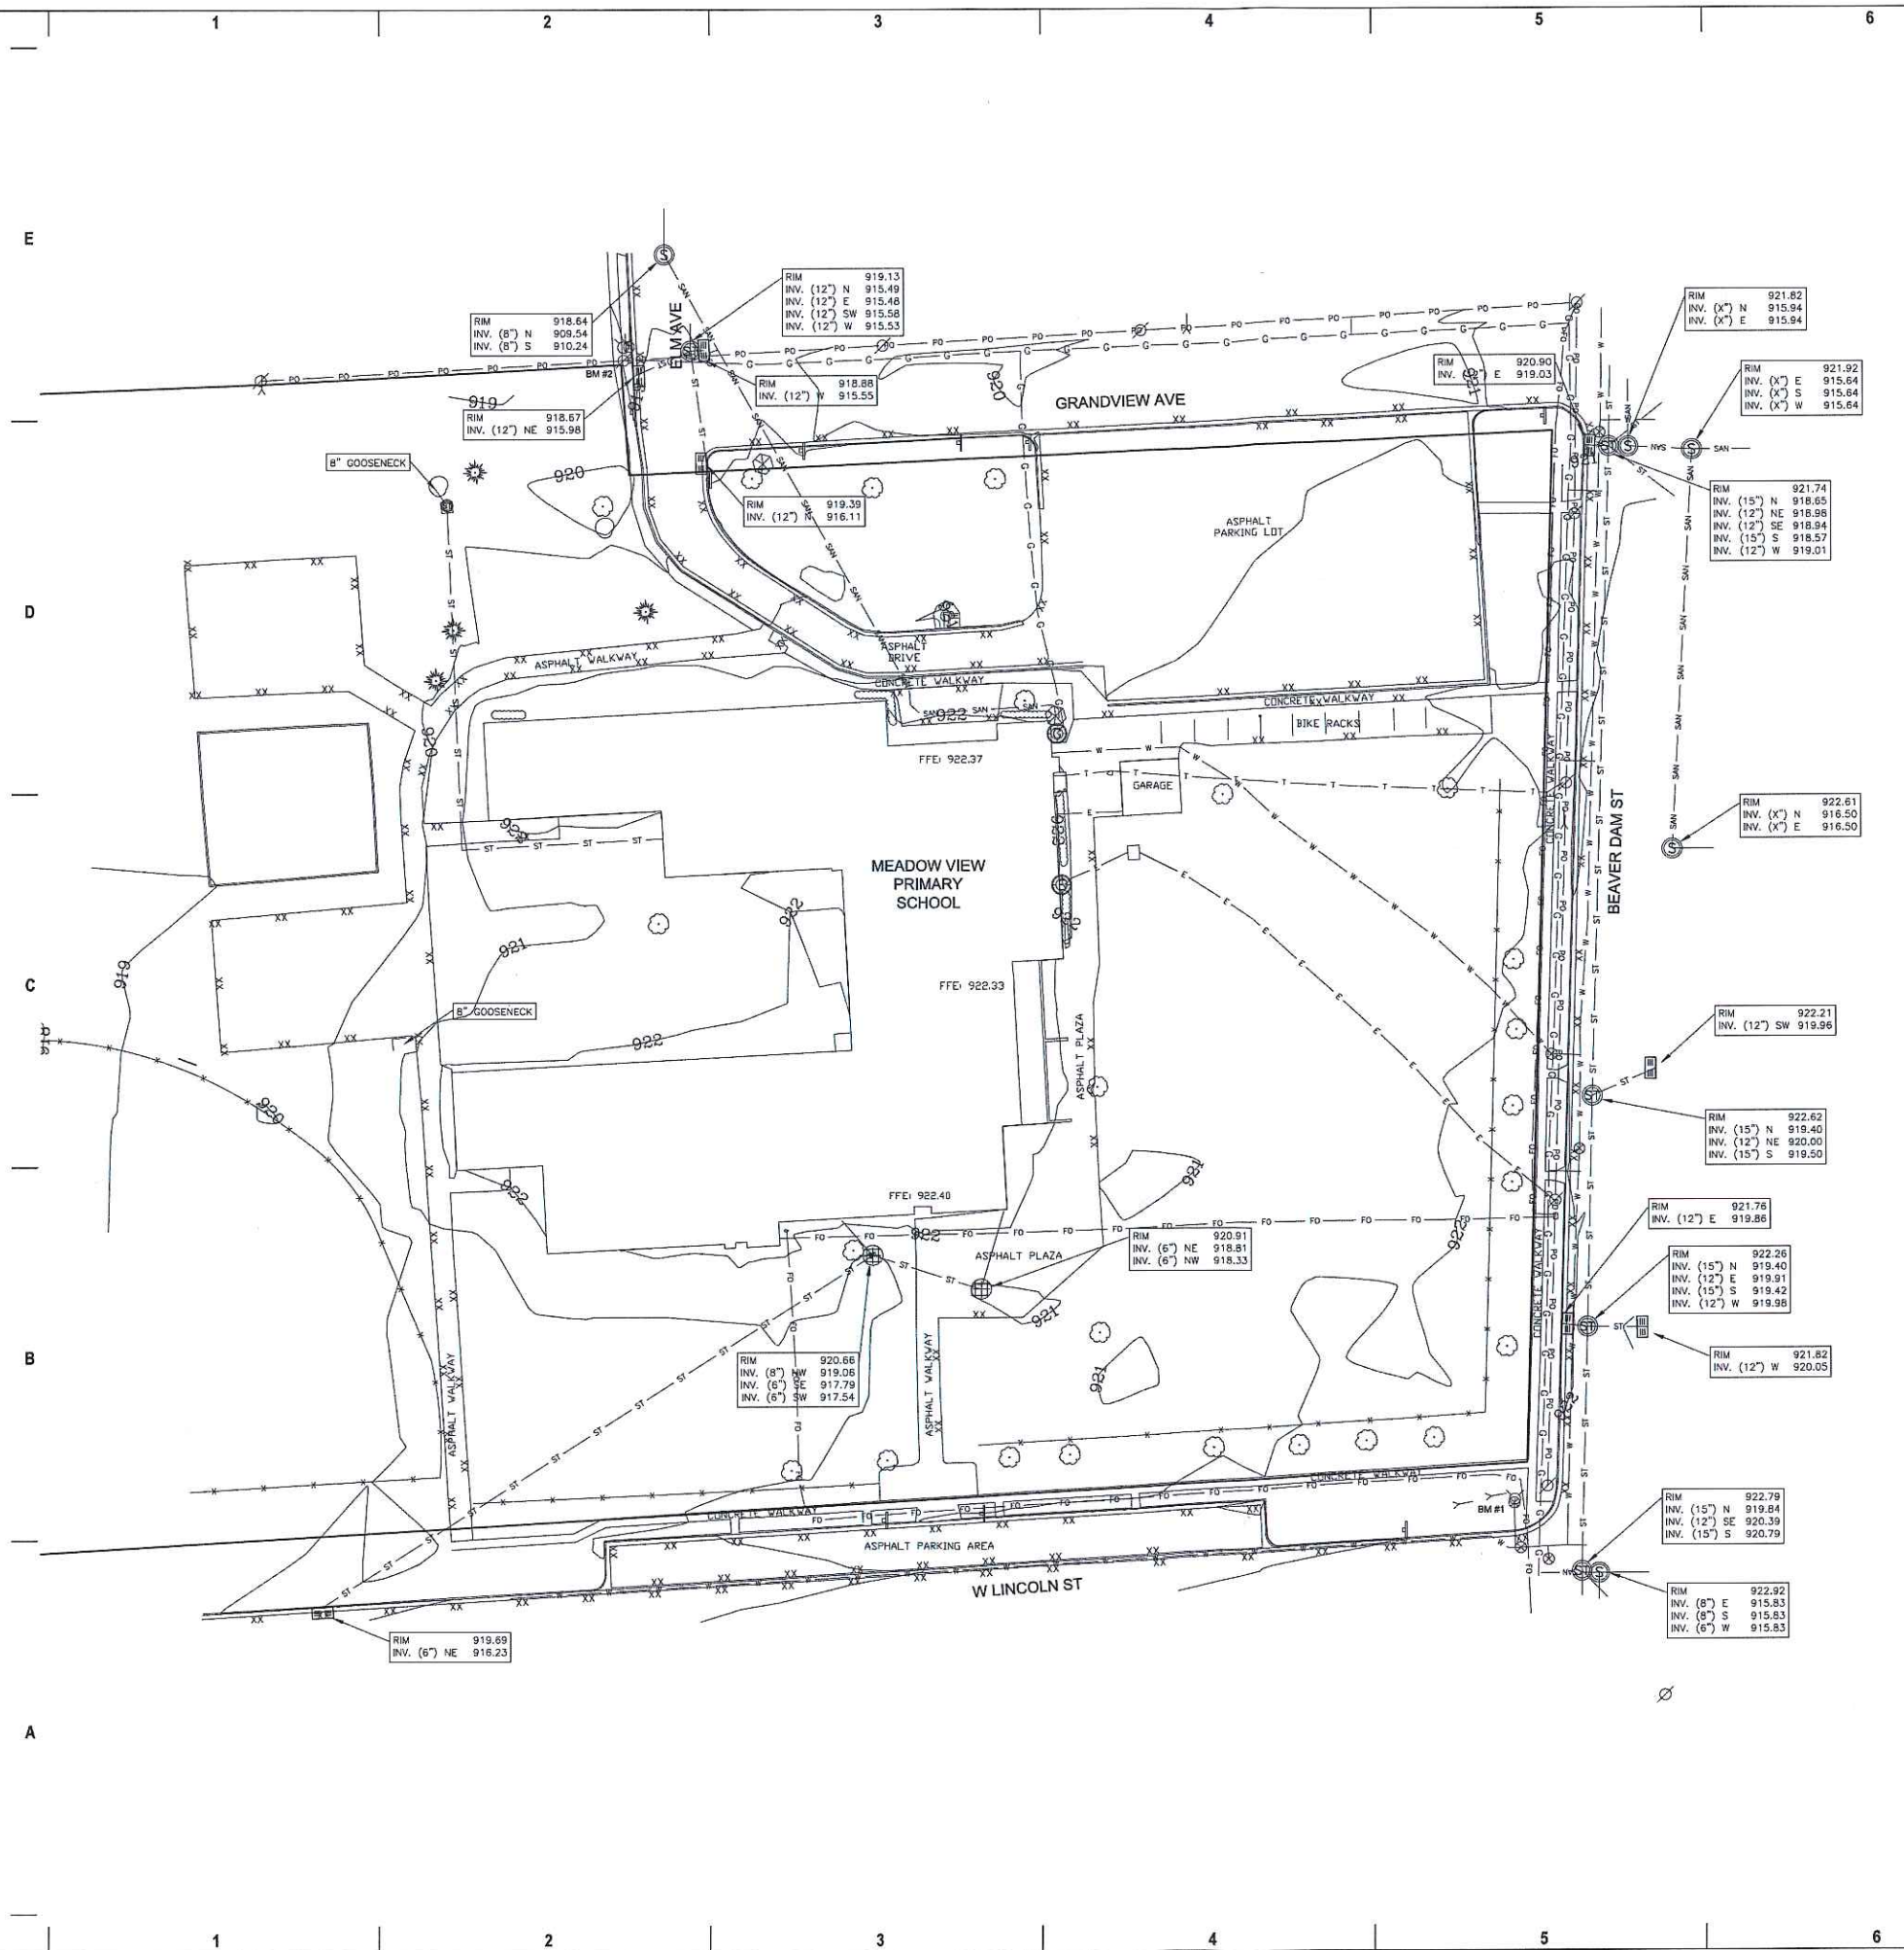 1 2 3 4 5 6
E
RIM 919.13
INV. (12") N 915.49
INV. (12") E 915.48
INV. (12") SW 915.58
INV. (12") W 915.53
RIM 918.64
INV. (8") N 909.54
INV. (8") S 910.24
ELM AVE
RIM 921.82
INV. (X") N 915.94
INV. (X") E 915.94
RIM 920.90
E 919.03
RIM 921.92
INV. (X") E 915.64
INV. (X") S 915.64
INV. (X") W 915.64
BM #2
RIM 918.88
INV. (12") W 915.55
919
920
921
GRANDVIEW AVE
RIM 918.67
INV. (12") NE 915.98
8" GOOSENECK
920
RIM 919.39
INV. (12") N 916.11
ASPHALT
PARKING LOT
RIM 921.74
INV. (15") N 918.65
INV. (12") NE 918.98
INV. (12") SE 918.94
INV. (15") S 918.57
INV. (12") W 919.01
D
ASPHALT WALKWAY
ASPHALT
DRIVE
CONCRETE WALKWAY
CONCRETE WALKWAY
922
BIKE RACKS
FFE: 922.37
GARAGE
CONCRETE WALKWAY
BEAVER DAM ST
RIM 922.61
INV. (X") N 916.50
INV. (X") E 916.50
MEADOW VIEW
PRIMARY
SCHOOL
922
921
919
C
FFE: 922.33
8" GOOSENECK
922
ASPHALT PLAZA
RIM 922.21
INV. (12") SW 919.96
920
RIM 922.62
INV. (15") N 919.40
INV. (12") NE 920.00
INV. (15") S 919.50
922
921
FFE: 922.40
922
ASPHALT PLAZA
RIM 920.91
INV. (6") NE 918.81
INV. (6") NW 918.33
922
RIM 921.76
INV. (12") E 919.86
CONCRETE WALKWAY
RIM 922.26
INV. (15") N 919.40
INV. (12") E 919.91
INV. (15") S 919.42
INV. (12") W 919.98
921
B
RIM 920.66
INV. (8") NW 919.06
INV. (6") SE 917.79
INV. (6") SW 917.54
ASPHALT WALKWAY
ASPHALT WALKWAY
921
RIM 921.82
INV. (12") W 920.05
CONCRETE WALKWAY
CONCRETE WALKWAY
BM #1
RIM 922.79
INV. (15") N 919.84
INV. (12") SE 920.39
INV. (15") S 920.79
ASPHALT PARKING AREA
W LINCOLN ST
RIM 922.92
INV. (8") E 915.83
INV. (8") S 915.83
INV. (6") W 915.83
RIM 919.69
INV. (6") NE 916.23
A
1 2 3 4 5 6